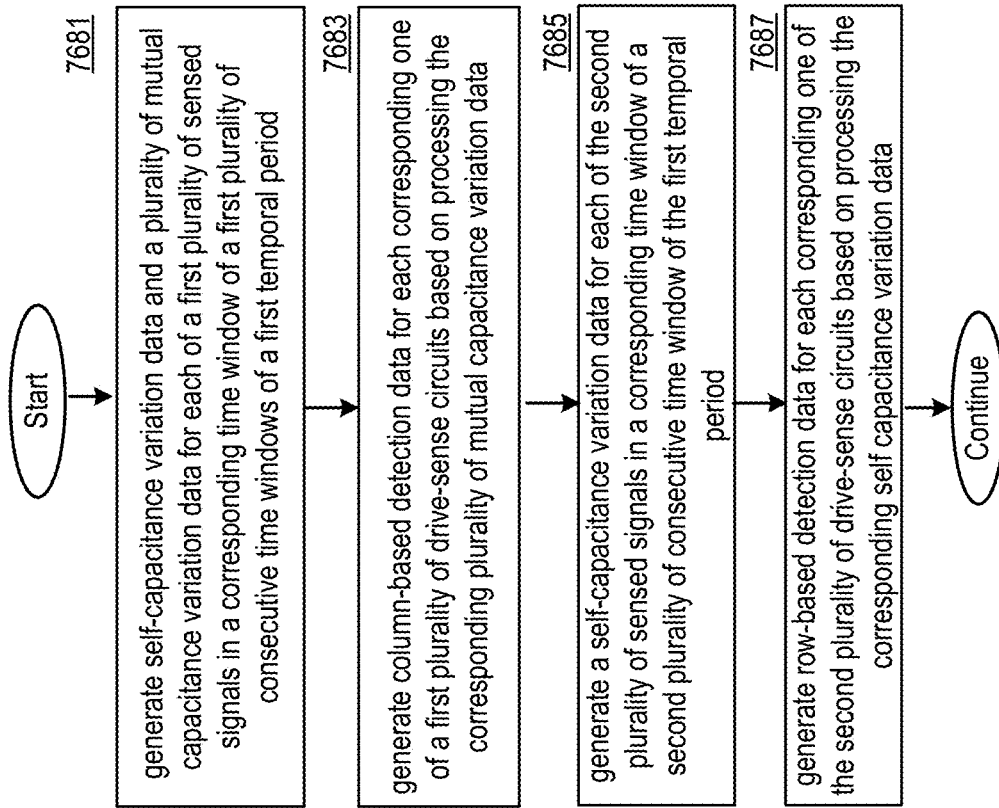 Start
7681
generate self-capacitance variation data and a plurality of mutual
capacitance variation data for each of a first plurality of sensed
signals in a corresponding time window of a first plurality of
consecutive time windows of a first temporal period
7683
generate column-based detection data for each corresponding one
of a first plurality of drive-sense circuits based on processing the
corresponding plurality of mutual capacitance variation data
7685
generate a self-capacitance variation data for each of the second
plurality of sensed signals in a corresponding time window of a
second plurality of consecutive time window of the first temporal
period
7687
generate row-based detection data for each corresponding one of
the second plurality of drive-sense circuits based on processing the
corresponding self capacitance variation data
Continue